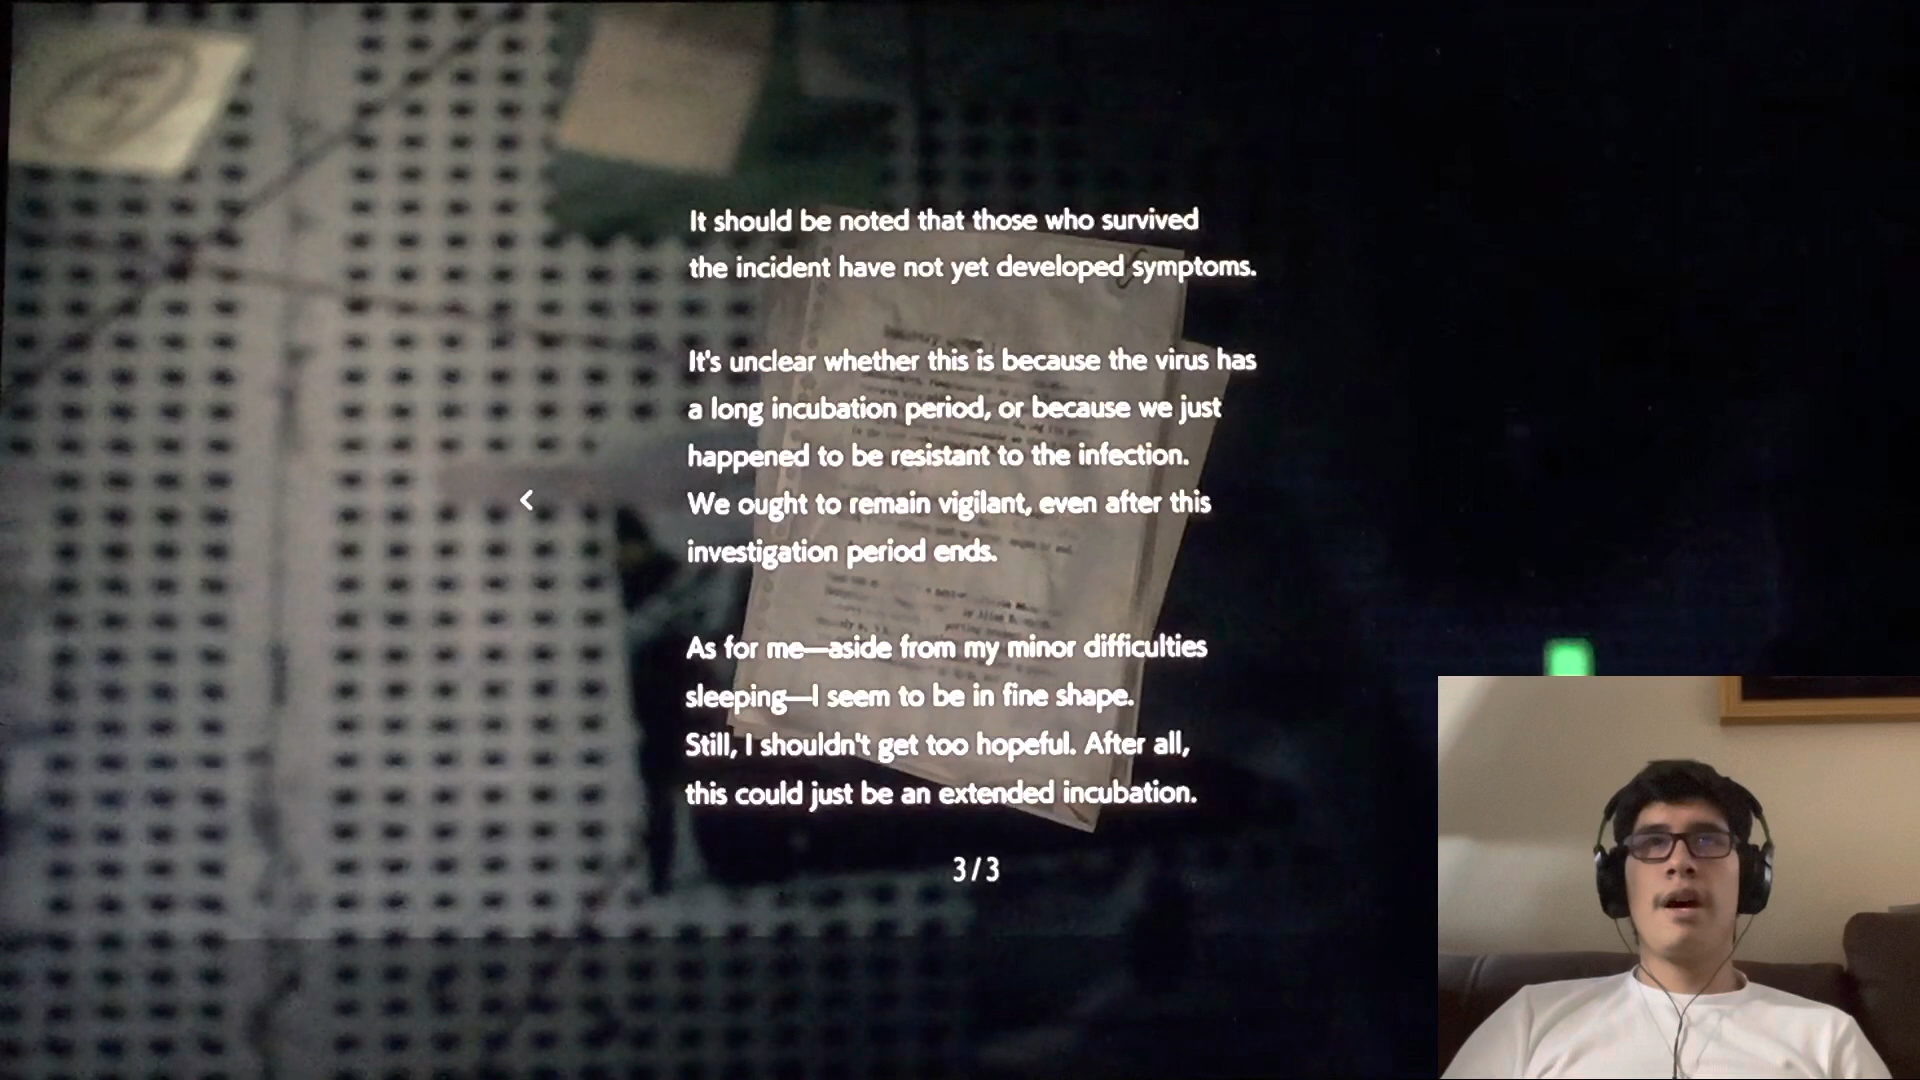 It should be noted that those who survived
the incident have not yet developed symptoms.
It's unclear whether this is because the virus has
a long incubation period, or because we just
happened to be resistant to the infection.
We ought to remain vigilant, even after this
investigation period ends.
As for me—aside from my minor difficulties
sleeping—I seem to be in fine shape.
Still, I shouldn't get too hopeful. After all,
this could just be an extended incubation.
3/3